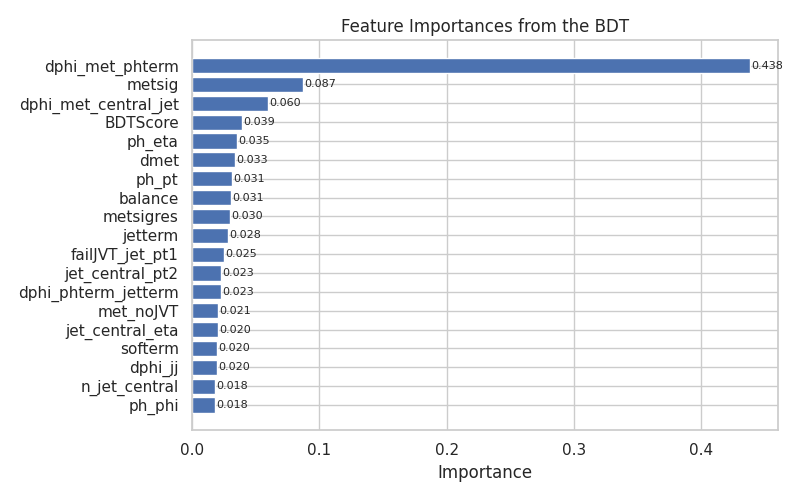 Feature Importances from the BDT
dphi_met_phterm 0.438
metsig 0.087
dphi_met_central_jet 0.060
BDTScore 0.039
ph_eta 0.035
dmet 0.033
ph_pt 0.031
balance 0.031
metsigres 0.030
jetterm 0.028
failJVT_jet_pt1 0.025
jet_central_pt2 0.023
dphi_phterm_jetterm 0.023
met_noJVT 0.021
jet_central_eta 0.020
softerm 0.020
dphi_jj 0.020
n_jet_central 0.018
ph_phi 0.018
0.0 0.1 0.2 0.3 0.4
Importance